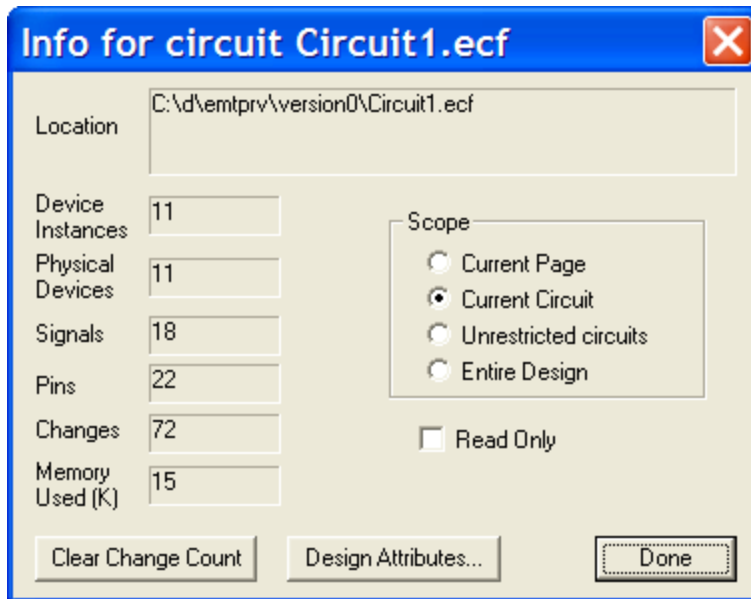 Info for circuit Circuit1.ecf
Location
C:\d\emtprv\version0\Circuit1.ecf
Device
Instances
11
Physical
Devices
11
Signals
18
Pins
22
Changes
72
Memory
Used (K)
15
Scope
Current Page
Current Circuit
Unrestricted circuits
Entire Design
Read Only
Clear Change Count
Design Attributes...
Done